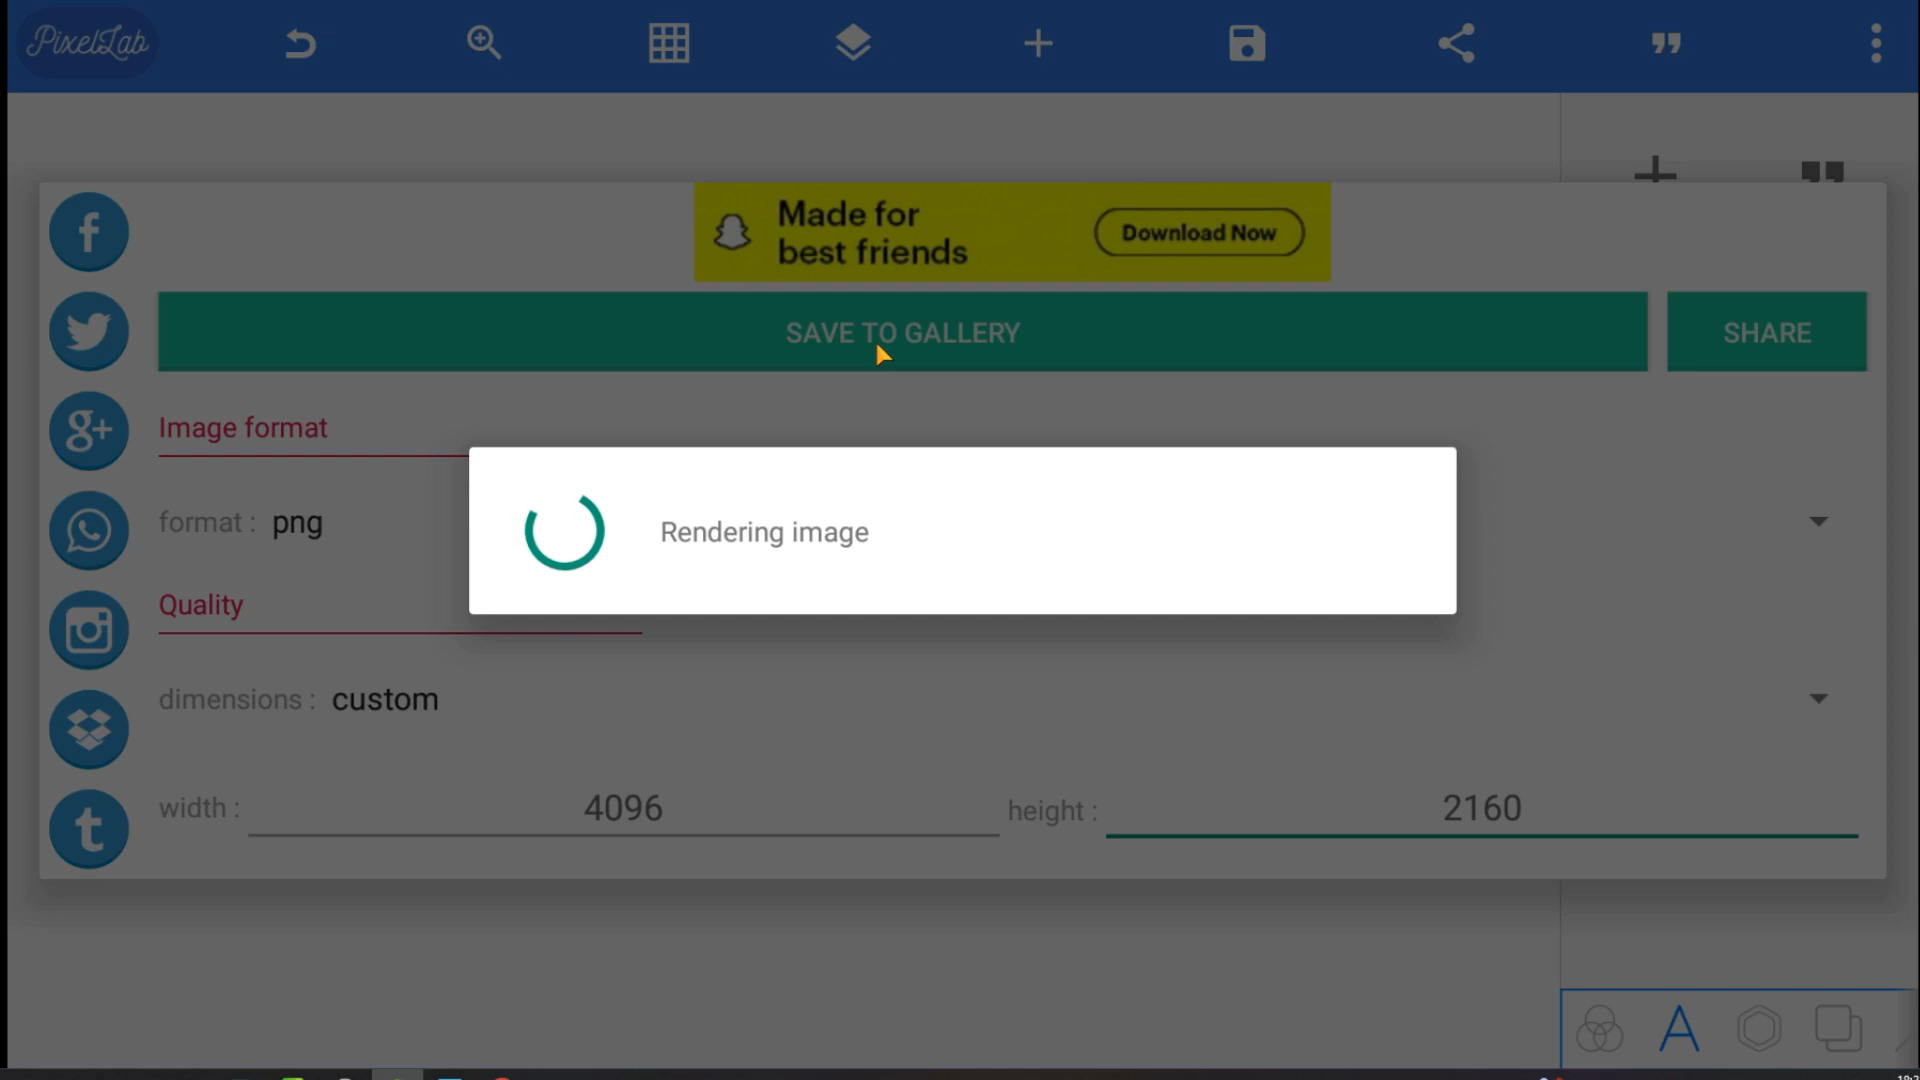 PixelLab
Made for
best friends
Download Now
SAVE TO GALLERY
SHARE
Image format
format : png
Rendering image
Quality
dimensions : custom
width : 4096
height : 2160